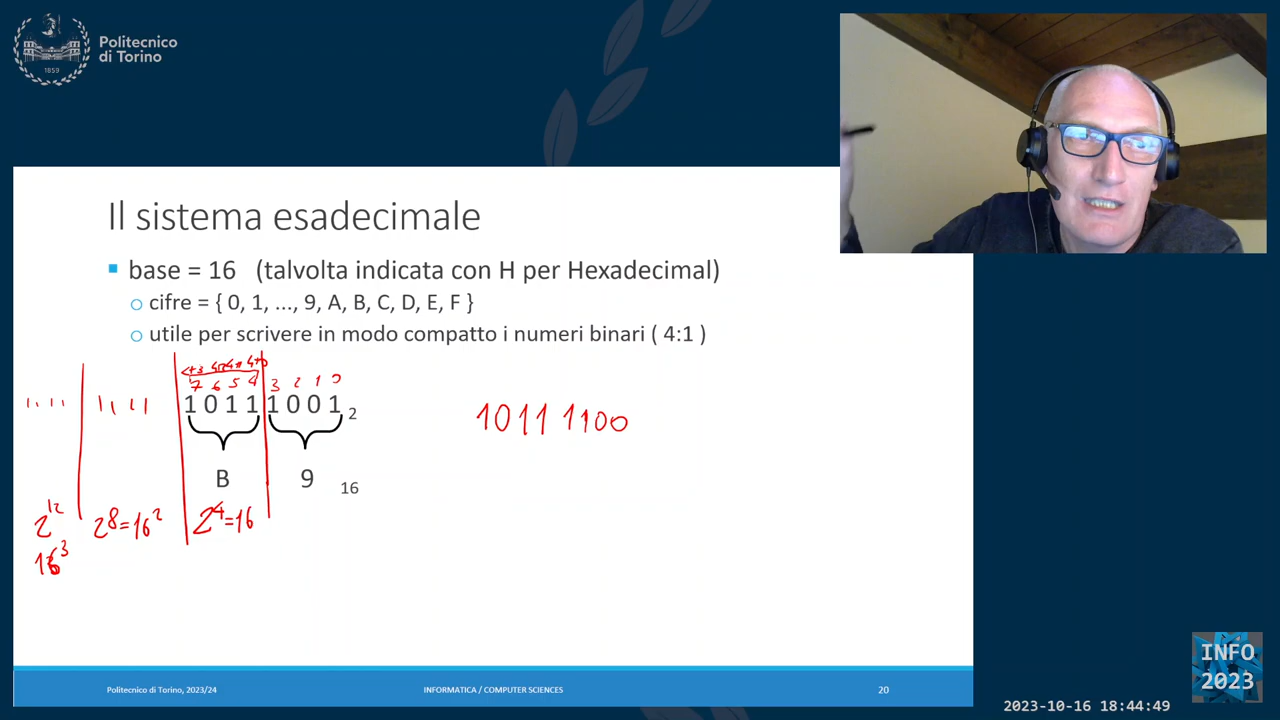 Politecnico
di Torino
1859
Il sistema esadecimale
base = 16 (talvolta indicata con H per Hexadecimal)
cifre = { 0, 1, ..., 9, A, B, C, D, E, F }
utile per scrivere in modo compatto i numeri binari ( 4:1 )
7 6 5 4 3 2 1 0
1 0 1 1 1 0 0 1 2
1011 1100
B 9 16
2^12 2^8=16^2 2^4=16
16^3
Politecnico di Torino, 2023/24 INFORMATICA / COMPUTER SCIENCES 20
INFO
2023
2023-10-16 18:44:49